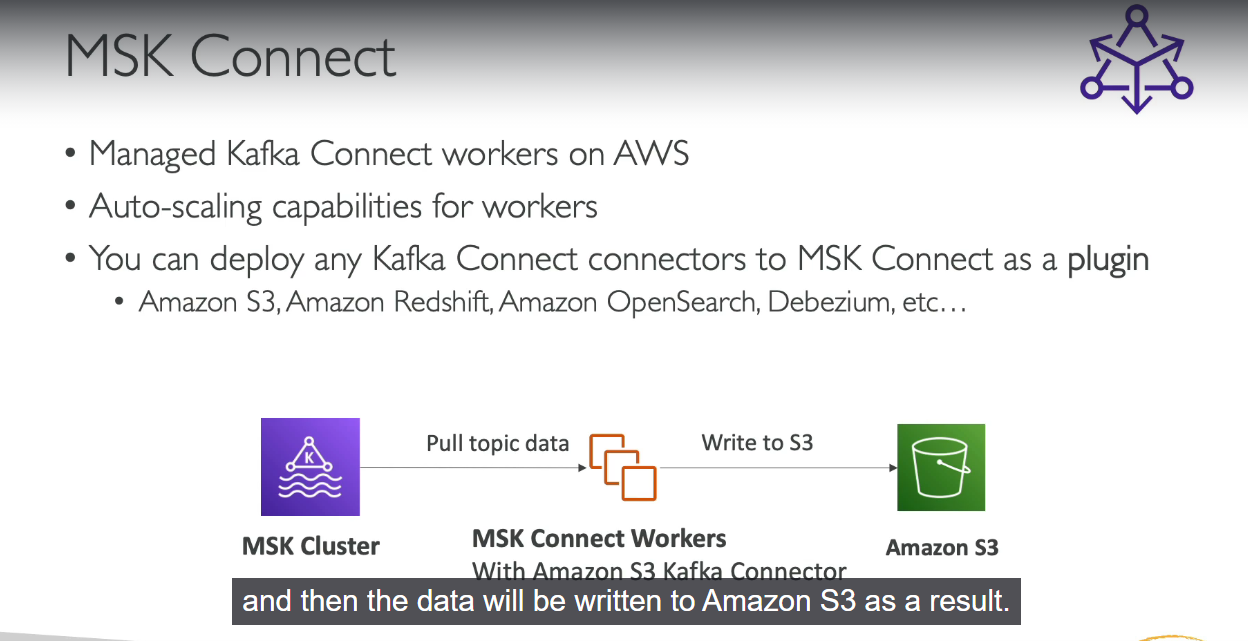 MSK Connect
• Managed Kafka Connect workers on AWS
• Auto-scaling capabilities for workers
• You can deploy any Kafka Connect connectors to MSK Connect as a plugin
• Amazon S3, Amazon Redshift, Amazon OpenSearch, Debezium, etc…
Pull topic data
Write to S3
K
MSK Cluster
MSK Connect Workers
With Amazon S3 Kafka Connector
Amazon S3
and then the data will be written to Amazon S3 as a result.